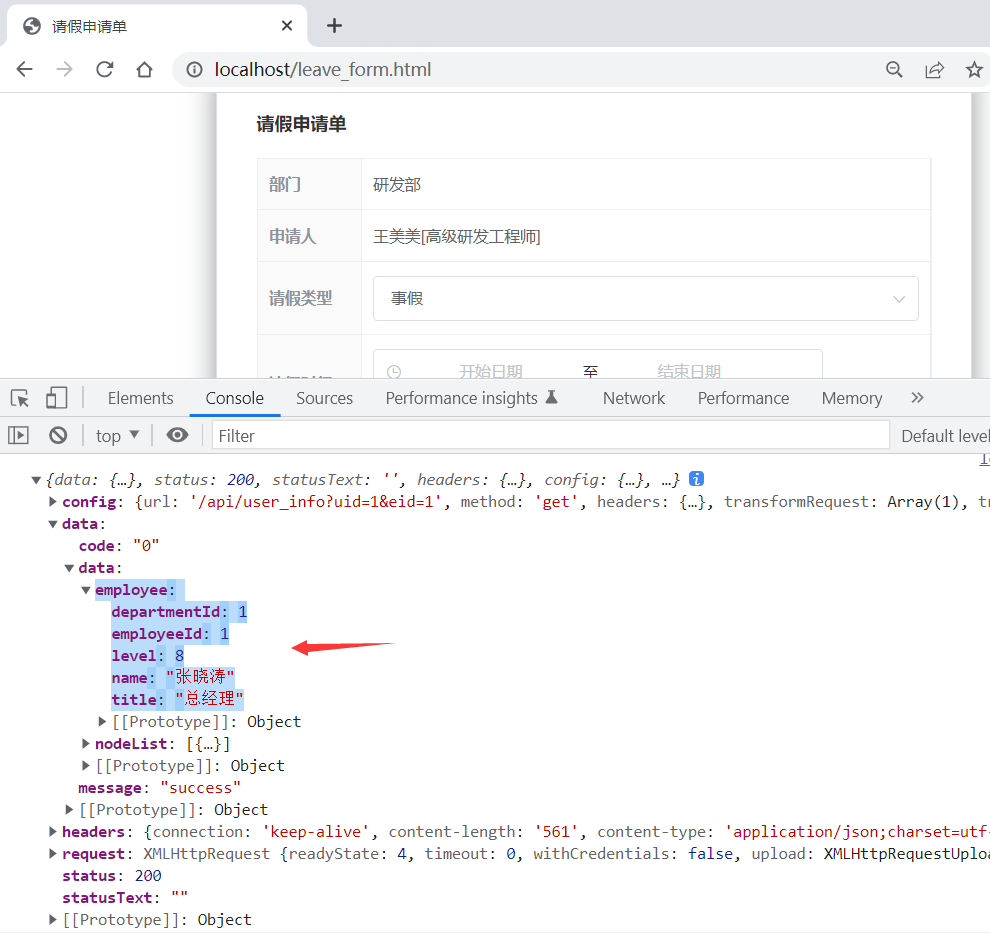 请假申请单
localhost/leave_form.html
请假申请单
部门 研发部
申请人 王美美[高级研发工程师]
请假类型 事假
开始日期 至 结束日期
Elements Console Sources Performance insights Network Performance Memory
top Filter Default level
{data: {…}, status: 200, statusText: '', headers: {…}, config: {…}, …}
config: {url: '/api/user_info?uid=1&eid=1', method: 'get', headers: {…}, transformRequest: Array(1), tr
data:
code: "0"
data:
employee:
departmentId: 1
employeeId: 1
level: 8
name: "张晓涛"
title: "总经理"
[[Prototype]]: Object
nodeList: [{…}]
[[Prototype]]: Object
message: "success"
[[Prototype]]: Object
headers: {connection: 'keep-alive', content-length: '561', content-type: 'application/json;charset=utf-
request: XMLHttpRequest {readyState: 4, timeout: 0, withCredentials: false, upload: XMLHttpRequestUploa
status: 200
statusText: ""
[[Prototype]]: Object